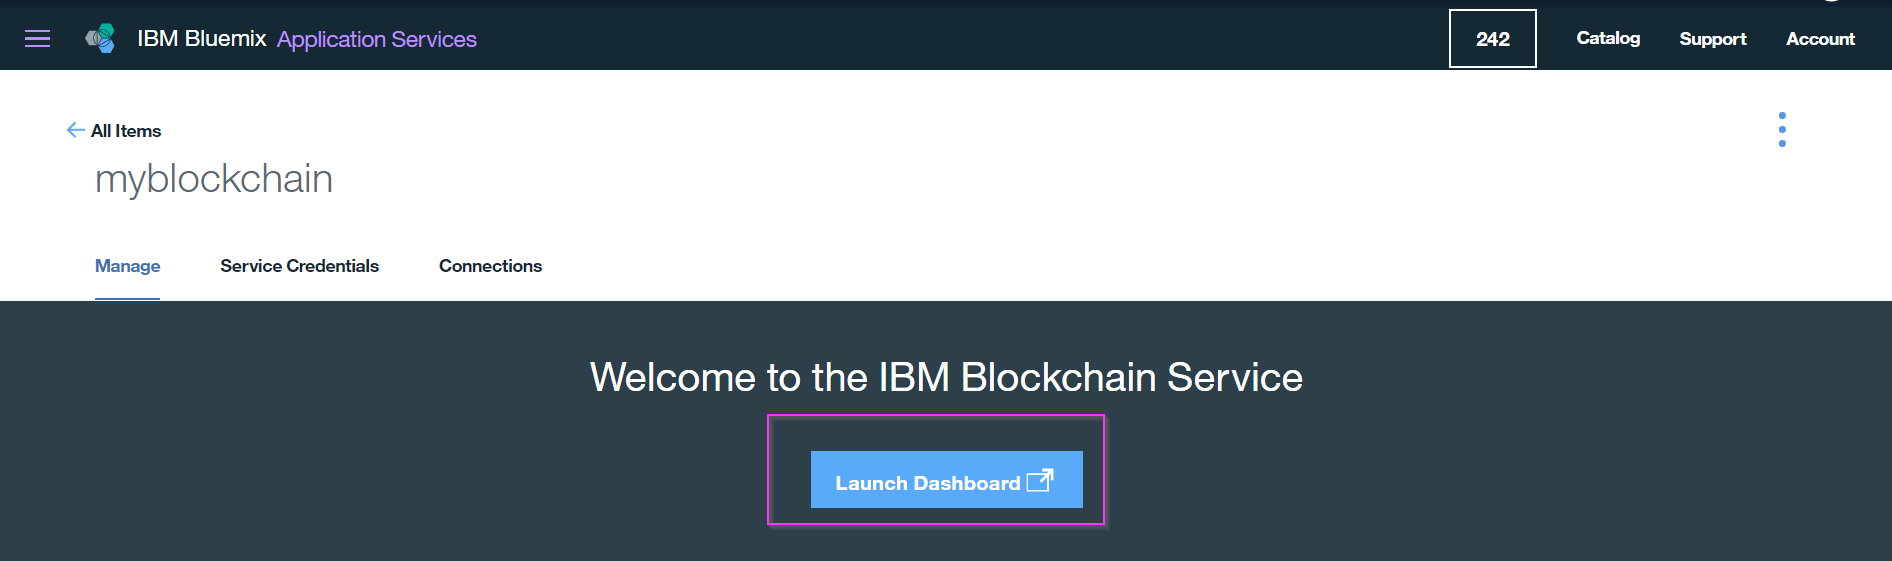 IBM Bluemix Application Services
242
Catalog
Support
Account
All Items
myblockchain
Manage
Service Credentials
Connections
Welcome to the IBM Blockchain Service
Launch Dashboard